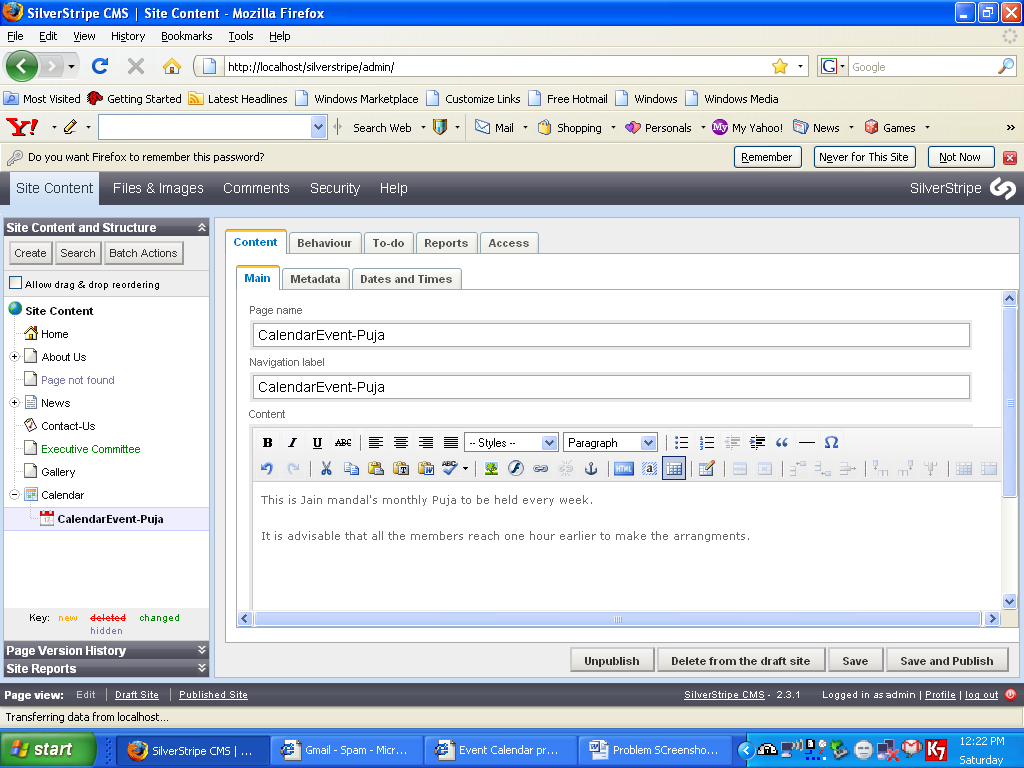 SilverStripe CMS | Site Content - Mozilla Firefox
File Edit View History Bookmarks Tools Help
http://localhost/silverstripe/admin/
G Google
Most Visited Getting Started Latest Headlines Windows Marketplace Customize Links Free Hotmail Windows Windows Media
Y! Search Web Mail Shopping Personals My My Yahoo! News Games »
Do you want Firefox to remember this password? Remember Never for This Site Not Now
Site Content Files & Images Comments Security Help SilverStripe
Site Content and Structure
Create Search Batch Actions
Allow drag & drop reordering
Site Content
Home
About Us
Page not found
News
Contact-Us
Executive Committee
Gallery
Calendar
CalendarEvent-Puja
Key: new deleted changed
hidden
Page Version History
Site Reports
Content Behaviour To-do Reports Access
Main Metadata Dates and Times
Page name
CalendarEvent-Puja
Navigation label
CalendarEvent-Puja
Content
B I U ABC -- Styles -- Paragraph
HTML
This is Jain mandal's monthly Puja to be held every week.
It is advisable that all the members reach one hour earlier to make the arrangments.
Unpublish Delete from the draft site Save Save and Publish
Page view: Edit Draft Site Published Site SilverStripe CMS - 2.3.1 Logged in as admin | Profile | log out
Transferring data from localhost...
start SilverStripe CMS | ... Gmail - Spam - Micr... Event Calendar pr... Problem SCreensho... K7 12:22 PM
Saturday